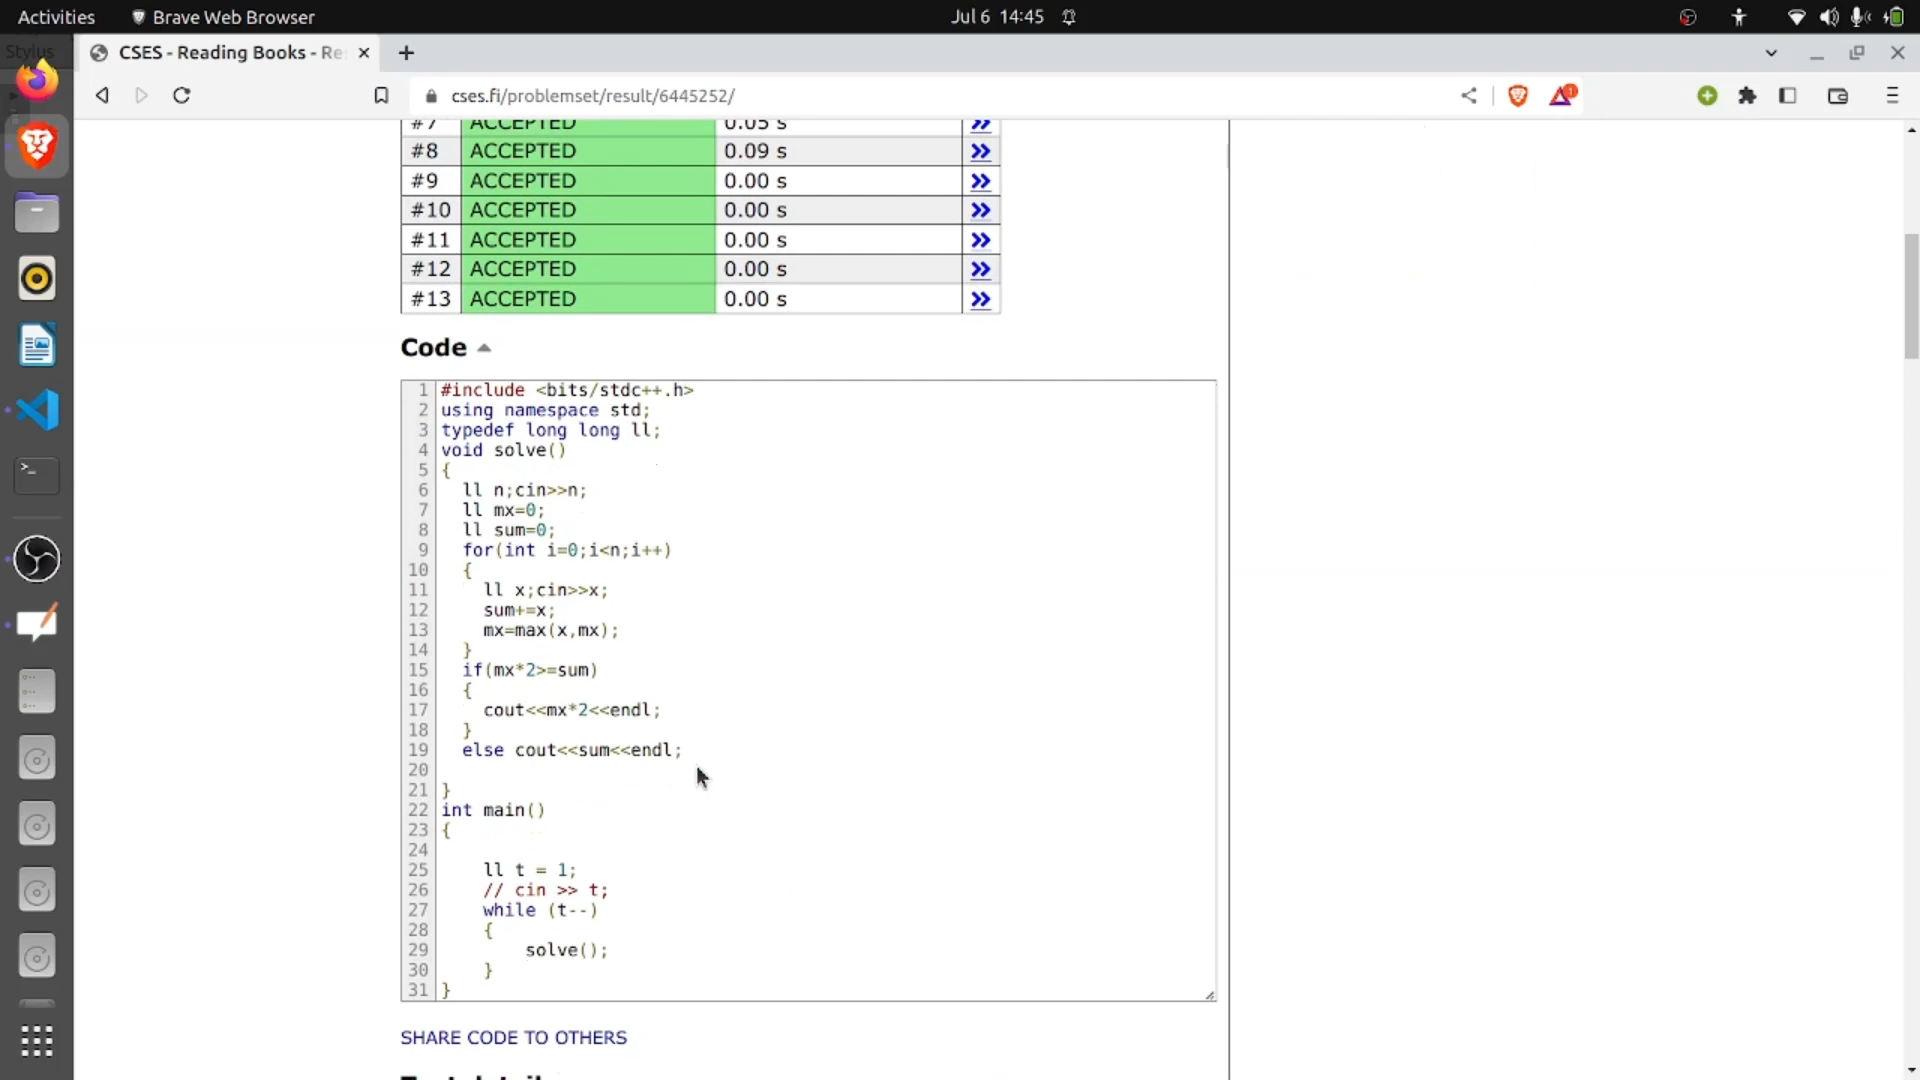 Activities
Brave Web Browser
Jul 6 14:45
Stylus
CSES - Reading Books - Re
cses.fi/problemset/result/6445252/
1
#7 ACCEPTED 0.05 s
#8 ACCEPTED 0.09 s
#9 ACCEPTED 0.00 s
#10 ACCEPTED 0.00 s
#11 ACCEPTED 0.00 s
#12 ACCEPTED 0.00 s
#13 ACCEPTED 0.00 s
Code
1 #include <bits/stdc++.h>
2 using namespace std;
3 typedef long long ll;
4 void solve()
5 {
6 ll n;cin>>n;
7 ll mx=0;
8 ll sum=0;
9 for(int i=0;i<n;i++)
10 {
11 ll x;cin>>x;
12 sum+=x;
13 mx=max(x,mx);
14 }
15 if(mx*2>=sum)
16 {
17 cout<<mx*2<<endl;
18 }
19 else cout<<sum<<endl;
20
21 }
22 int main()
23 {
24
25 ll t = 1;
26 // cin >> t;
27 while (t--)
28 {
29 solve();
30 }
31 }
SHARE CODE TO OTHERS